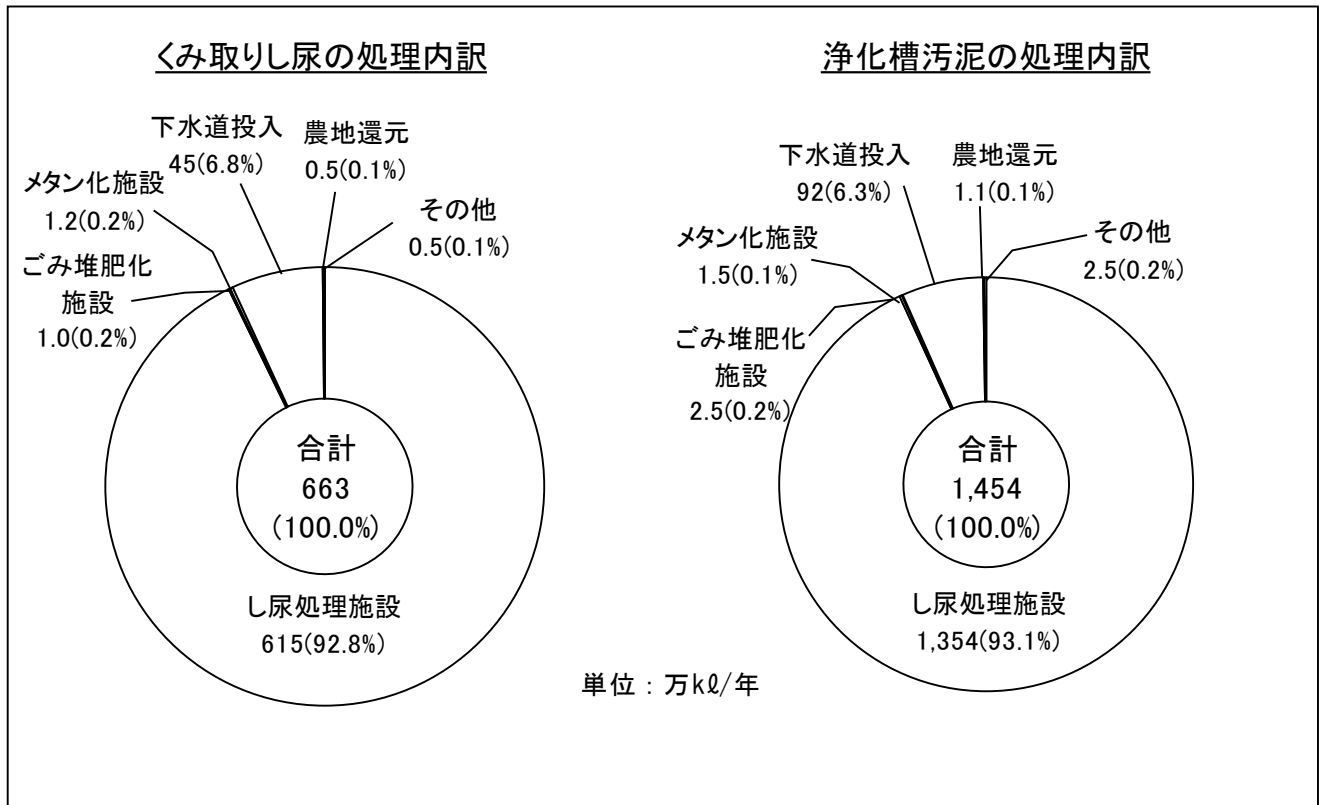 くみ取りし尿の処理内訳
下水道投入
45(6.8%)
農地還元
0.5(0.1%)
メタン化施設
1.2(0.2%)
その他
0.5(0.1%)
ごみ堆肥化
施設
1.0(0.2%)
合計
663
(100.0%)
し尿処理施設
615(92.8%)
浄化槽汚泥の処理内訳
下水道投入
92(6.3%)
農地還元
1.1(0.1%)
メタン化施設
1.5(0.1%)
その他
2.5(0.2%)
ごみ堆肥化
施設
2.5(0.2%)
合計
1,454
(100.0%)
し尿処理施設
1,354(93.1%)
単位：万kℓ/年